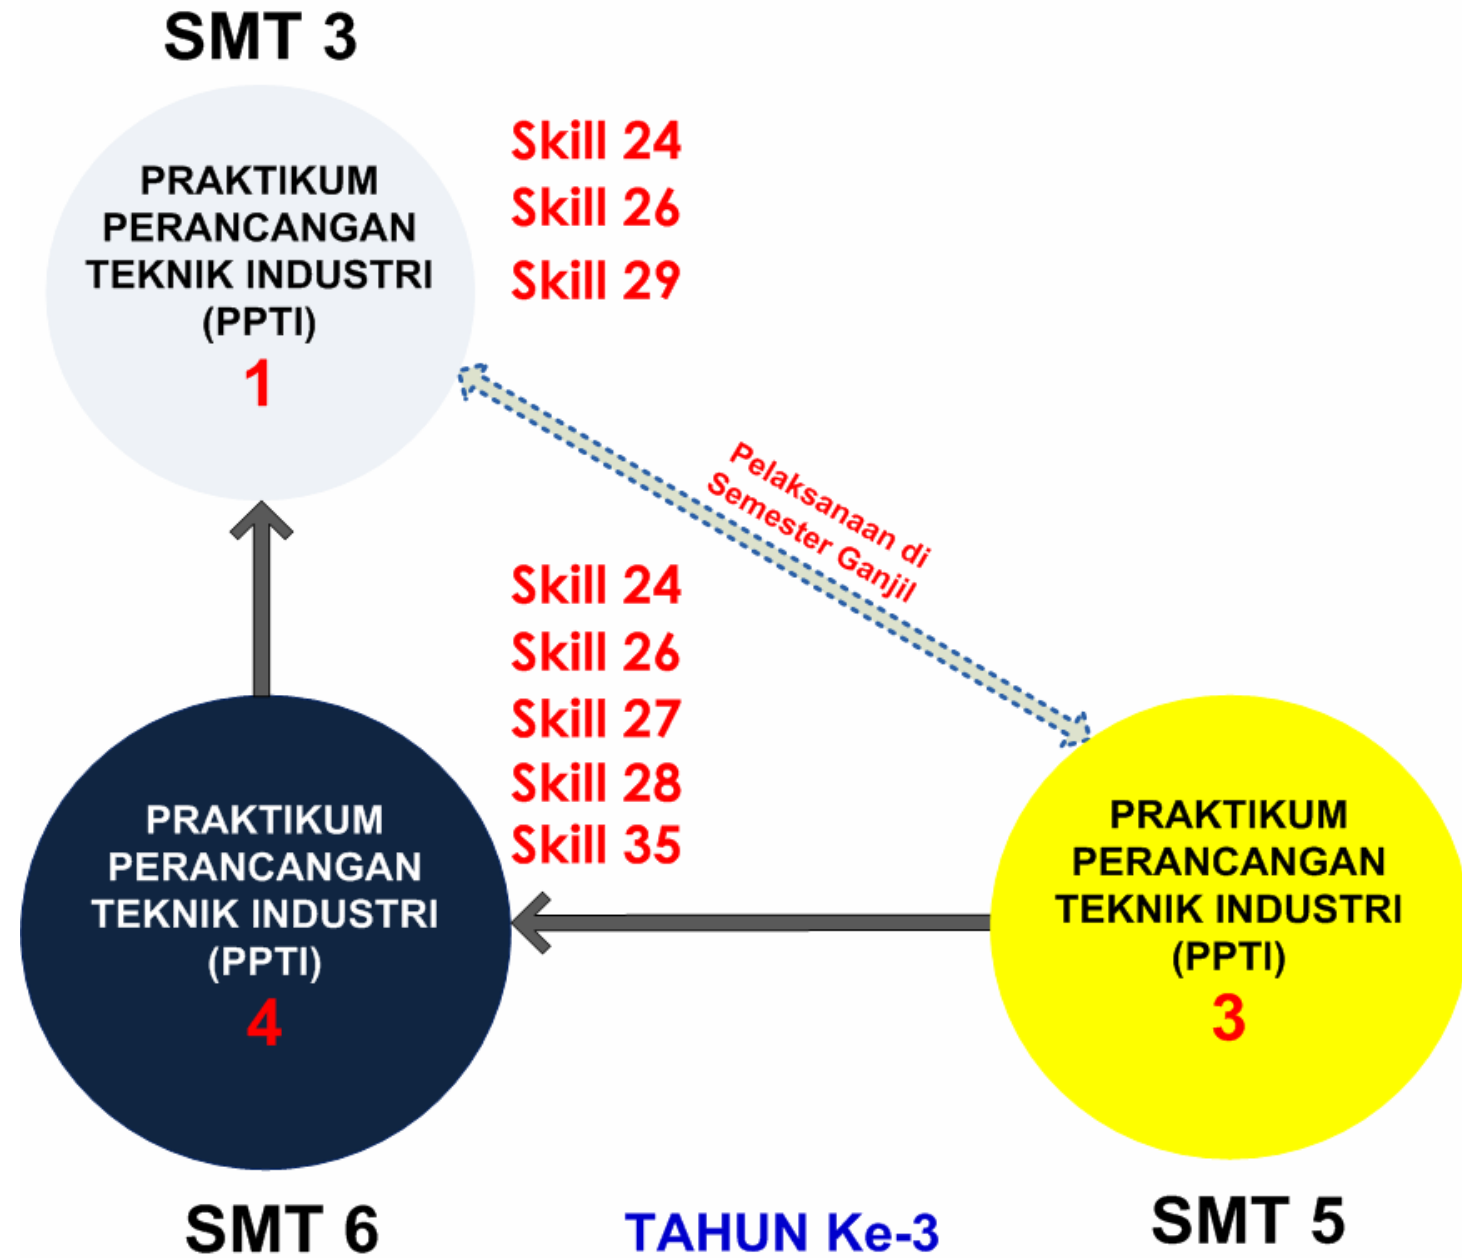 SMT 3
PRAKTIKUM
PERANCANGAN
TEKNIK INDUSTRI
(PPTI)
1
Skill 24
Skill 26
Skill 29
Pelaksanaan di
Semester Ganjil
Skill 24
Skill 26
Skill 27
Skill 28
Skill 35
PRAKTIKUM
PERANCANGAN
TEKNIK INDUSTRI
(PPTI)
4
PRAKTIKUM
PERANCANGAN
TEKNIK INDUSTRI
(PPTI)
3
SMT 6
TAHUN Ke-3
SMT 5